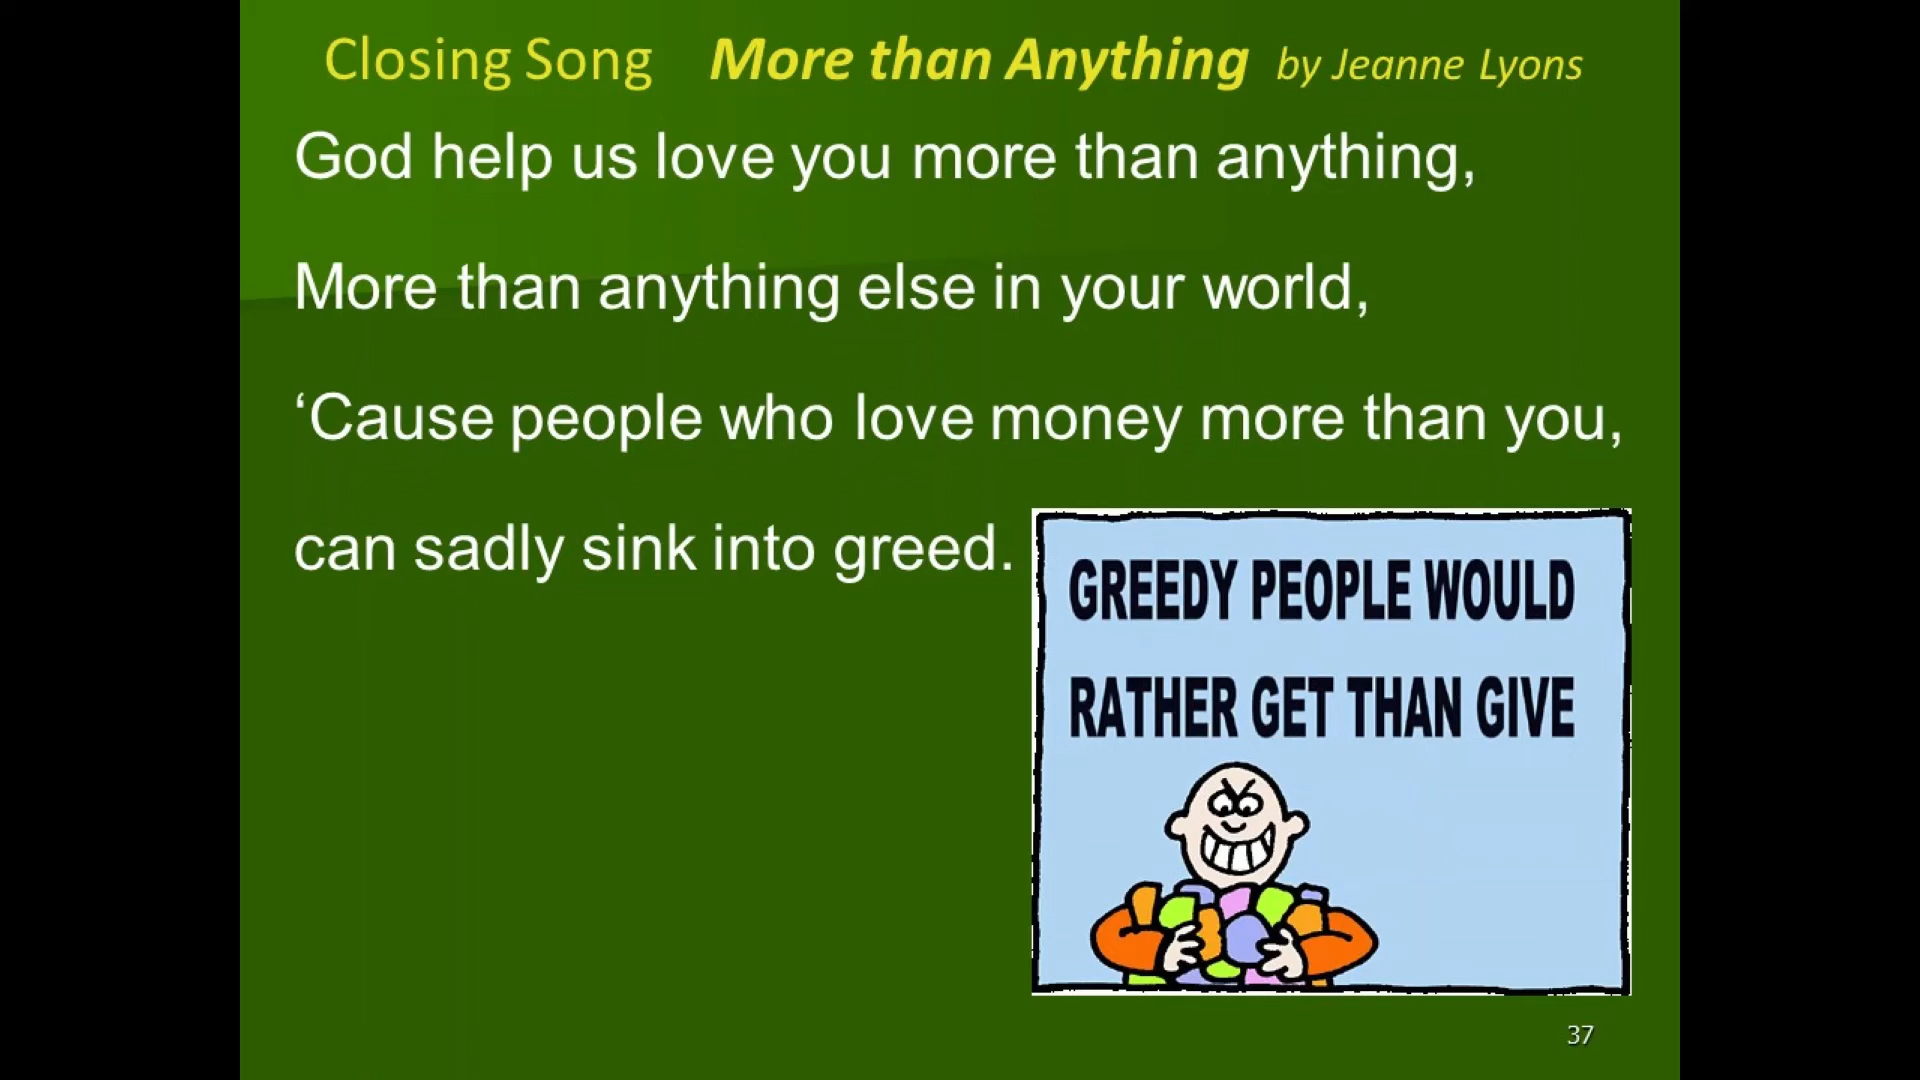 Closing Song More than Anything by Jeanne Lyons
God help us love you more than anything,
More than anything else in your world,
‘Cause people who love money more than you,
can sadly sink into greed.
GREEDY PEOPLE WOULD
RATHER GET THAN GIVE
37